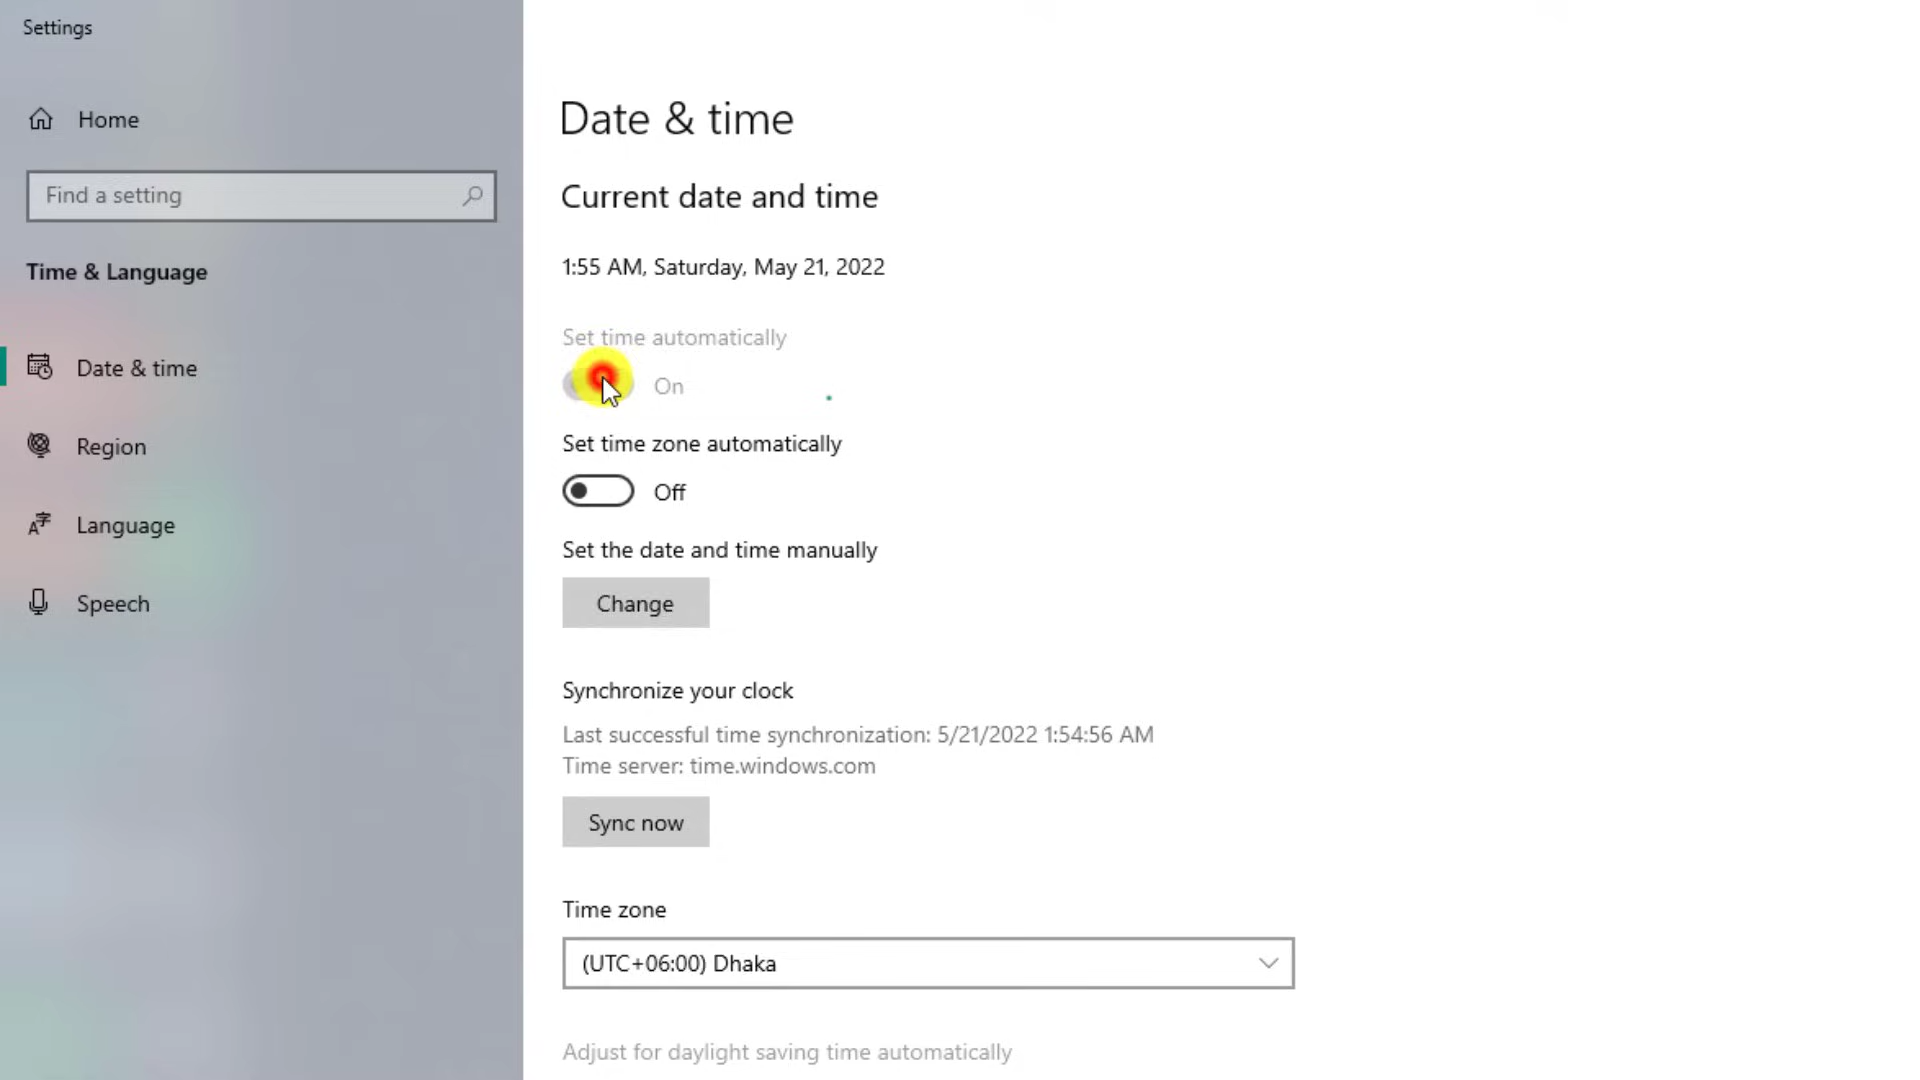 Settings
Home
Find a setting
Time & Language
Date & time
Region
Language
Speech
Date & time
Current date and time
1:55 AM, Saturday, May 21, 2022
Set time automatically
On
Set time zone automatically
Off
Set the date and time manually
Change
Synchronize your clock
Last successful time synchronization: 5/21/2022 1:54:56 AM
Time server: time.windows.com
Sync now
Time zone
(UTC+06:00) Dhaka
Adjust for daylight saving time automatically